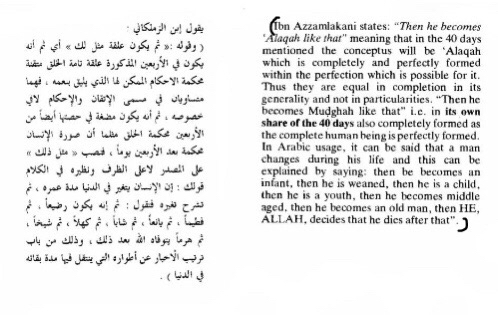 يقول إبن الزملكاني :
( وقوله : « ثم يكون علقة مثل لك » أي ثم أنه
يكون في الأربعين المذكورة علقة تامة الخلق متقنة
محكمة الاحكام الممكن لها الذي يليق بنعمه ، فهما
متساويان في مسمى الإتقان والإحكام لافي
خصوصه ، ثم أنه يكون مضغة في حصتها أيضاً من
الأربعين محكمة الخلق مثلما أن صورة الإنسان
محكمة بعد الأربعين يوماً ، فنصب « مثل ذلك »
على المصدر لاعلى الظرف ونظيره في الكلام
قولك : إن الإنسان يتغير في الدنيا مدة عمره ، ثم
تشرح تغيره فتقول : ثم إنه يكون رضيعاً ، ثم
فطيماً ، ثم يافعاً ، ثم شاباً ، ثم كهلاً ، ثم شيخاً ،
ثم هرماً يتوفاه الله بعد ذلك ، وذلك من باب
ترتيب الاخبار عن أطواره التي ينتقل فيها مدة بقائه
في الدنيا ) .
Ibn Azzamlakani states: "Then he becomes
'Alaqah like that" meaning that in the 40 days
mentioned the conceptus will be 'Alaqah
which is completely and perfectly formed
within the perfection which is possible for it.
Thus they are equal in completion in its
generality and not in particularities. "Then he
becomes Mudghah like that" i.e. in its own
share of the 40 days also completely formed as
the complete human being is perfectly formed.
In Arabic usage, it can be said that a man
changes during his life and this can be
explained by saying: then be becomes an
infant, then he is weaned, then he is a child,
then he is a youth, then he becomes middle
aged, then he becomes an old man, then HE,
ALLAH, decides that he dies after that".